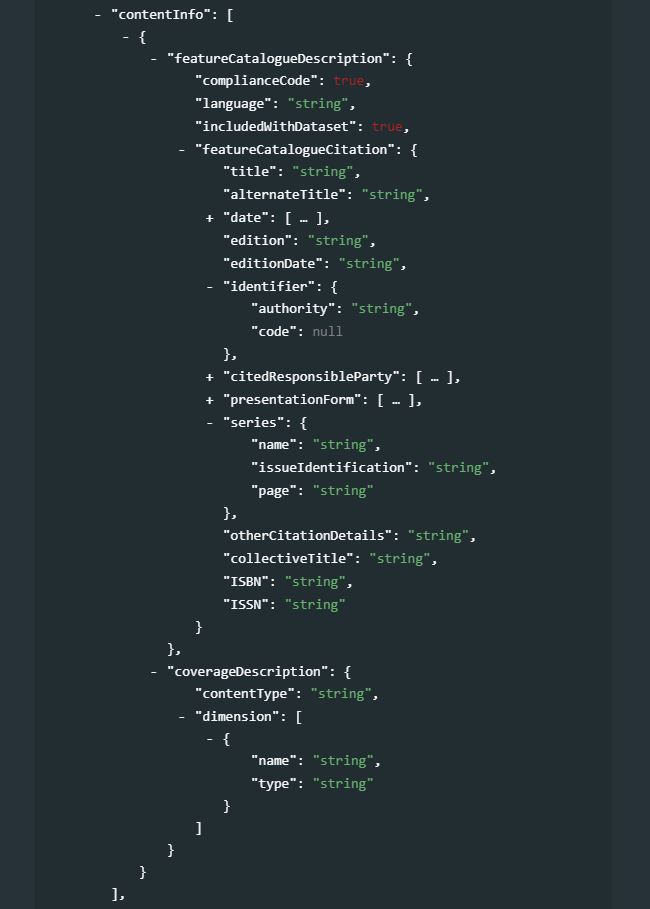 - "contentInfo": [
- {
- "featureCatalogueDescription": {
"complianceCode": true,
"language": "string",
"includedWithDataset": true,
- "featureCatalogueCitation": {
"title": "string",
"alternateTitle": "string",
+ "date": [ … ],
"edition": "string",
"editionDate": "string",
- "identifier": {
"authority": "string",
"code": null
},
+ "citedResponsibleParty": [ … ],
+ "presentationForm": [ … ],
- "series": {
"name": "string",
"issueIdentification": "string",
"page": "string"
},
"otherCitationDetails": "string",
"collectiveTitle": "string",
"ISBN": "string",
"ISSN": "string"
}
},
- "coverageDescription": {
"contentType": "string",
- "dimension": [
- {
"name": "string",
"type": "string"
}
]
}
}
],